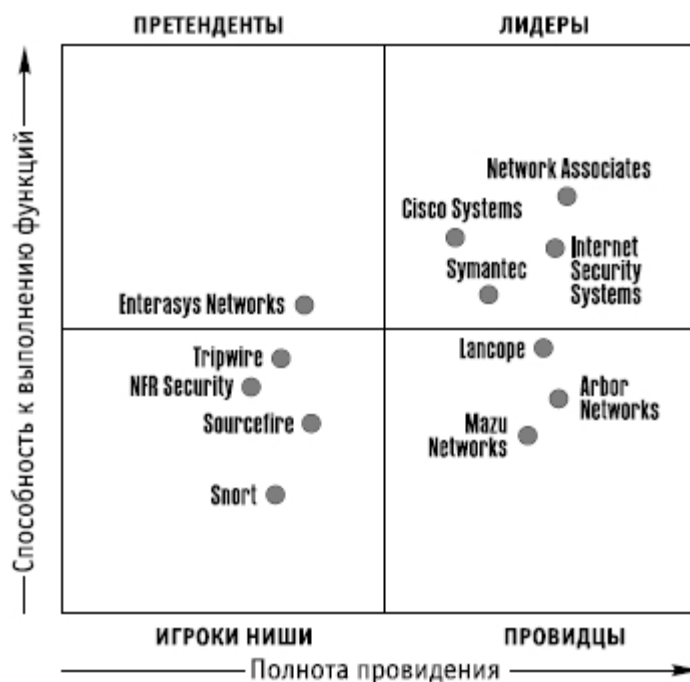 ПРЕТЕНДЕНТЫ
ЛИДЕРЫ
Способность к выполнению функций
Network Associates
Cisco Systems
Internet
Security
Systems
Symantec
Enterasys Networks
Tripwire
NFR Security
Sourcefire
Snort
Lancope
Arbor
Networks
Mazu
Networks
ИГРОКИ НИШИ
ПРОВИДЦЫ
Полнота провидения